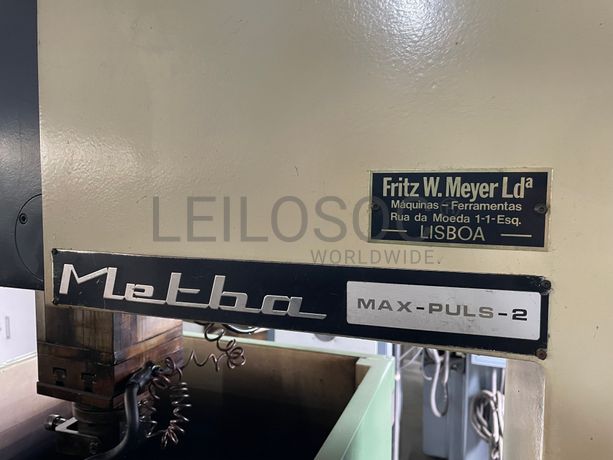 Fritz W. Meyer Ldª
Máquinas - Ferramentas
Rua da Moeda 1-1-Esq.
LISBOA
LEILOSOC
WORLDWIDE
Metba
MAX-PULS-2